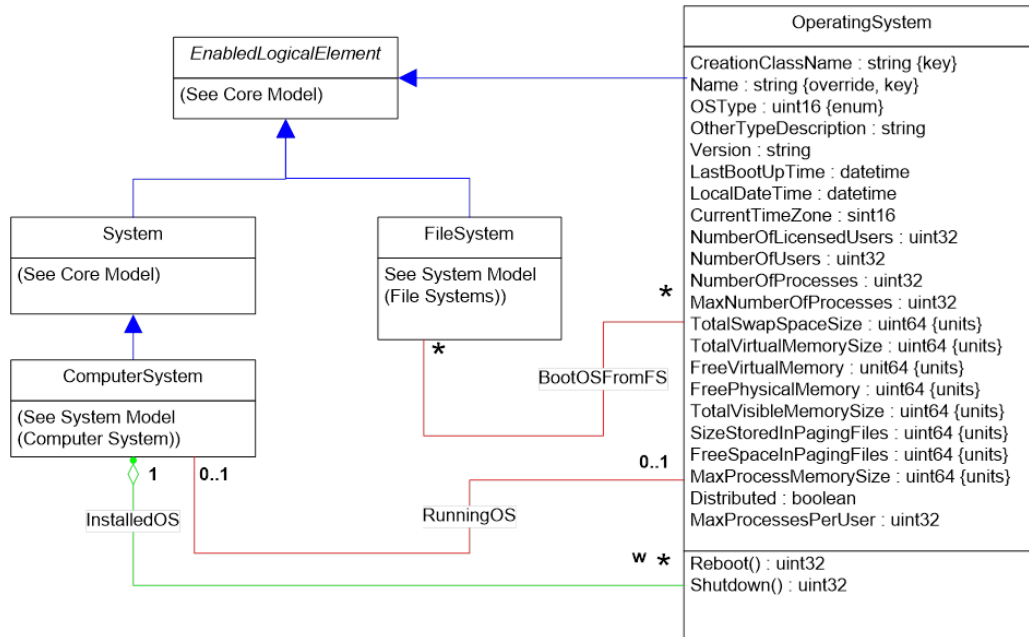 EnabledLogicalElement
(See Core Model)
System
(See Core Model)
FileSystem
See System Model
(File Systems))
ComputerSystem
(See System Model
(Computer System))
*
BootOSFromFS
*
1
0..1
InstalledOS
RunningOS
0..1
w *
OperatingSystem
CreationClassName : string {key}
Name : string {override, key}
OSType : uint16 {enum}
OtherTypeDescription : string
Version : string
LastBootUpTime : datetime
LocalDateTime : datetime
CurrentTimeZone : sint16
NumberOfLicensedUsers : uint32
NumberOfUsers : uint32
NumberOfProcesses : uint32
MaxNumberOfProcesses : uint32
TotalSwapSpaceSize : uint64 {units}
TotalVirtualMemorySize : uint64 {units}
FreeVirtualMemory : unit64 {units}
FreePhysicalMemory : uint64 {units}
TotalVisibleMemorySize : uint64 {units}
SizeStoredInPagingFiles : uint64 {units}
FreeSpaceInPagingFiles : uint64 {units}
MaxProcessMemorySize : uint64 {units}
Distributed : boolean
MaxProcessesPerUser : uint32
Reboot() : uint32
Shutdown() : uint32